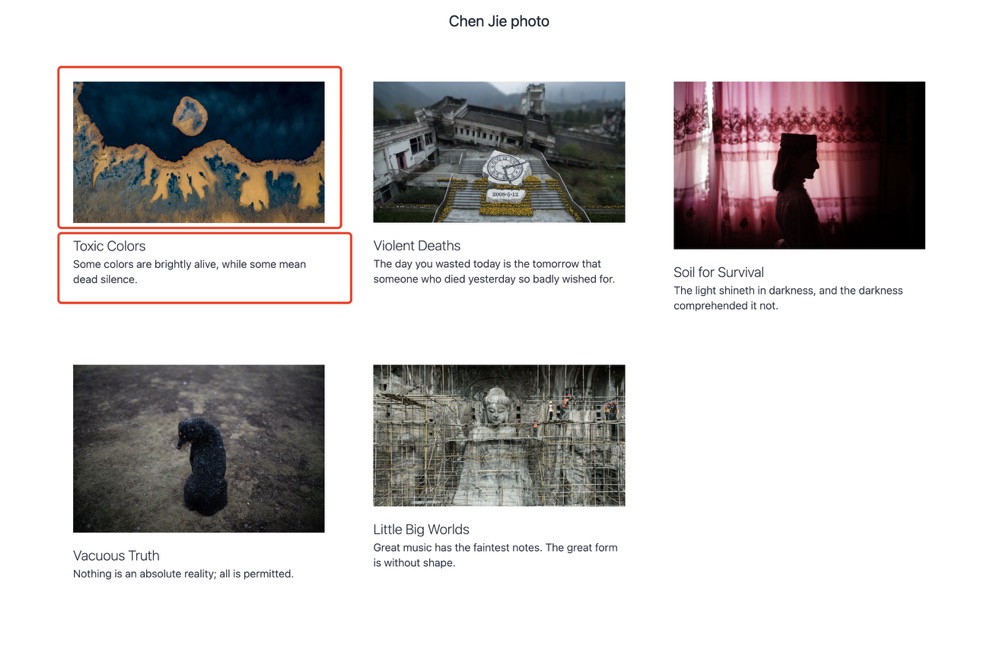 Chen Jie photo
2008·5·12
Toxic Colors
Some colors are brightly alive, while some mean
dead silence.
Violent Deaths
The day you wasted today is the tomorrow that
someone who died yesterday so badly wished for.
Soil for Survival
The light shineth in darkness, and the darkness
comprehended it not.
Vacuous Truth
Nothing is an absolute reality; all is permitted.
Little Big Worlds
Great music has the faintest notes. The great form
is without shape.